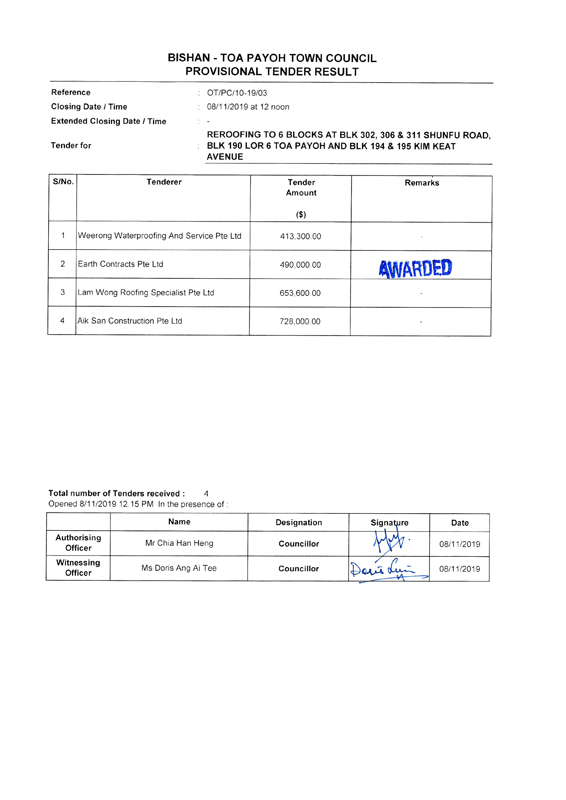 BISHAN - TOA PAYOH TOWN COUNCIL
PROVISIONAL TENDER RESULT
Reference : OT/PC/10-19/03
Closing Date / Time : 08/11/2019 at 12 noon
Extended Closing Date / Time : -
Tender for : REROOFING TO 6 BLOCKS AT BLK 302, 306 & 311 SHUNFU ROAD,
BLK 190 LOR 6 TOA PAYOH AND BLK 194 & 195 KIM KEAT
AVENUE
S/No. Tenderer Tender Remarks
Amount
($)
1 Weerong Waterproofing And Service Pte Ltd 413,300.00 -
2 Earth Contracts Pte Ltd 490,000.00 AWARDED
3 Lam Wong Roofing Specialist Pte Ltd 653,600.00 -
4 Aik San Construction Pte Ltd 728,000.00 -
Total number of Tenders received : 4
Opened 8/11/2019 12.15 PM In the presence of :
Name Designation Signature Date
Authorising Officer Mr Chia Han Heng Councillor 08/11/2019
Witnessing Officer Ms Doris Ang Ai Tee Councillor 08/11/2019